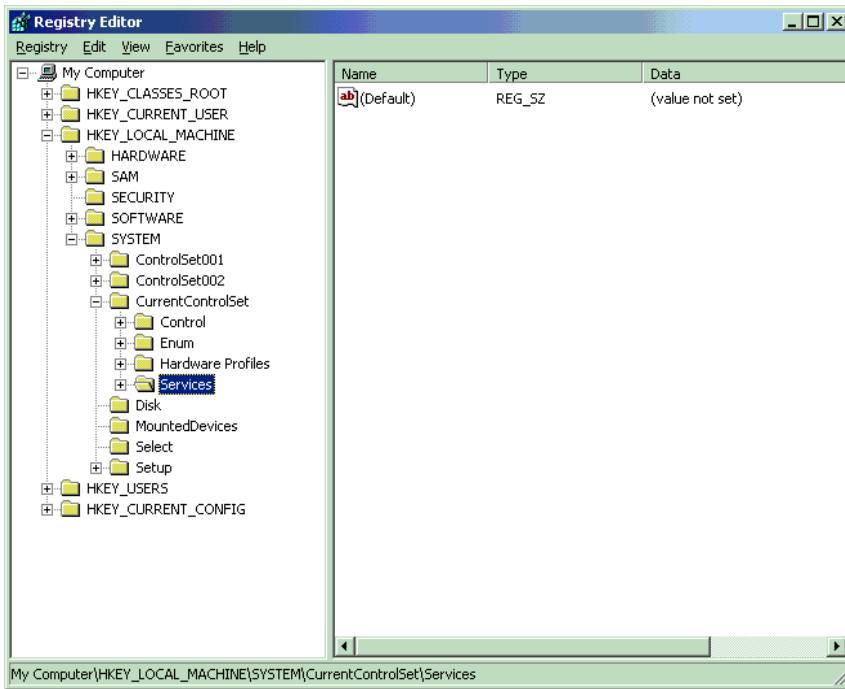 Registry Editor
Registry Edit View Favorites Help
My Computer
HKEY_CLASSES_ROOT
HKEY_CURRENT_USER
HKEY_LOCAL_MACHINE
HARDWARE
SAM
SECURITY
SOFTWARE
SYSTEM
ControlSet001
ControlSet002
CurrentControlSet
Control
Enum
Hardware Profiles
Services
Disk
MountedDevices
Select
Setup
HKEY_USERS
HKEY_CURRENT_CONFIG
Name Type Data
ab (Default) REG_SZ (value not set)
My Computer\HKEY_LOCAL_MACHINE\SYSTEM\CurrentControlSet\Services